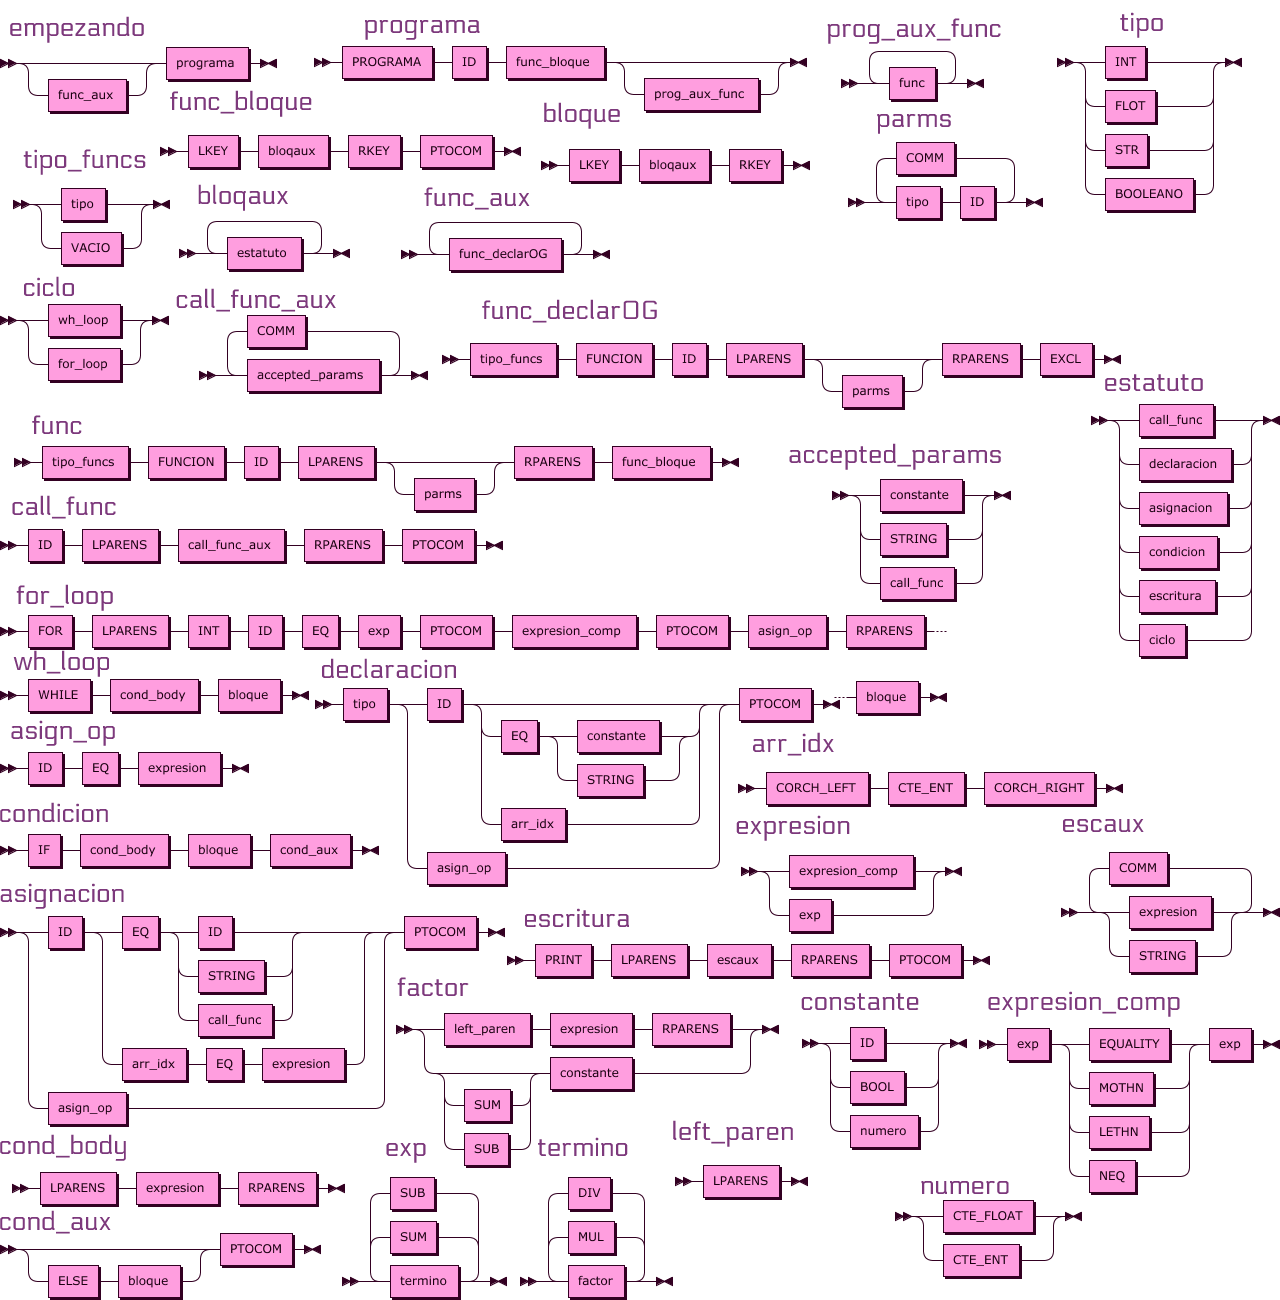 empezando
programa
func_aux
programa
PROGRAMA ID func_bloque
prog_aux_func
prog_aux_func
func
tipo
INT
FLOT
STR
BOOLEANO
func_bloque
LKEY bloqaux RKEY PTOCOM
bloque
LKEY bloqaux RKEY
parms
COMM
tipo ID
tipo_funcs
tipo
VACIO
bloqaux
estatuto
func_aux
func_declarOG
ciclo
wh_loop
for_loop
call_func_aux
COMM
accepted_params
func_declarOG
tipo_funcs FUNCION ID LPARENS RPARENS EXCL
parms
estatuto
call_func
declaracion
asignacion
condicion
escritura
ciclo
func
tipo_funcs FUNCION ID LPARENS RPARENS func_bloque
parms
accepted_params
constante
STRING
call_func
call_func
ID LPARENS call_func_aux RPARENS PTOCOM
for_loop
FOR LPARENS INT ID EQ exp PTOCOM expresion_comp PTOCOM asign_op RPARENS
bloque
wh_loop
WHILE cond_body bloque
declaracion
tipo ID PTOCOM
EQ constante
STRING
arr_idx
asign_op
asign_op
ID EQ expresion
arr_idx
CORCH_LEFT CTE_ENT CORCH_RIGHT
condicion
IF cond_body bloque cond_aux
expresion
expresion_comp
exp
escaux
COMM
expresion
STRING
asignacion
ID EQ ID PTOCOM
STRING
call_func
arr_idx EQ expresion
asign_op
escritura
PRINT LPARENS escaux RPARENS PTOCOM
factor
left_paren expresion RPARENS
constante
SUM
SUB
constante
ID
BOOL
numero
expresion_comp
exp EQUALITY exp
MOTHN
LETHN
NEQ
cond_body
LPARENS expresion RPARENS
exp
SUB
SUM
termino
termino
DIV
MUL
factor
left_paren
LPARENS
numero
CTE_FLOAT
CTE_ENT
cond_aux
PTOCOM
ELSE bloque